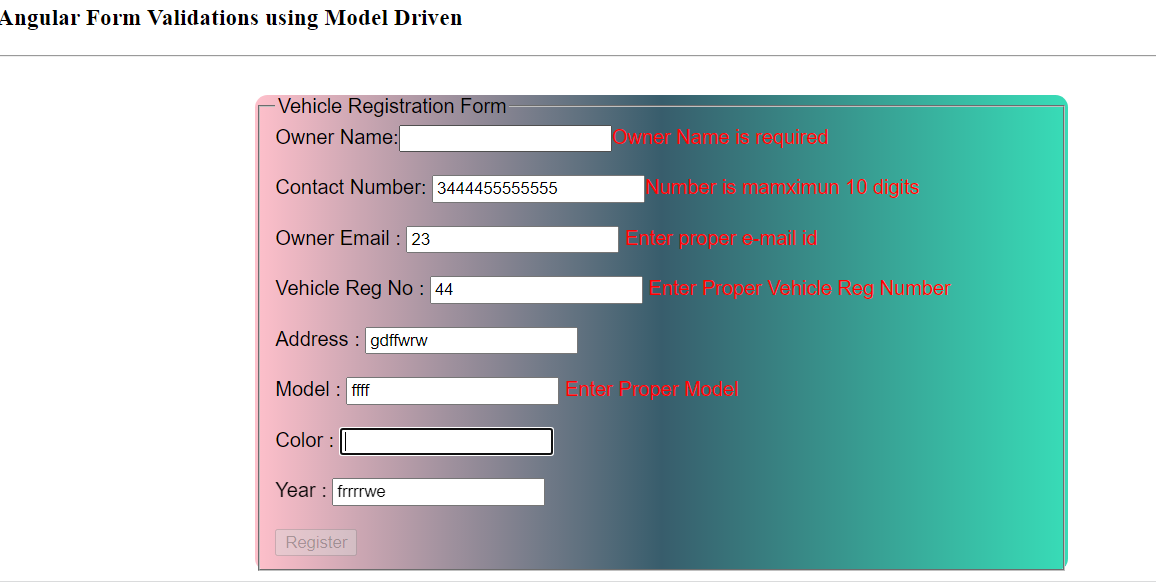 Angular Form Validations using Model Driven
Vehicle Registration Form
Owner Name: Owner Name is required
Contact Number: 3444455555555 Number is mamximun 10 digits
Owner Email : 23 Enter proper e-mail id
Vehicle Reg No : 44 Enter Proper Vehicle Reg Number
Address : gdffwrw
Model : ffff Enter Proper Model
Color :
Year : frrrrwe
Register